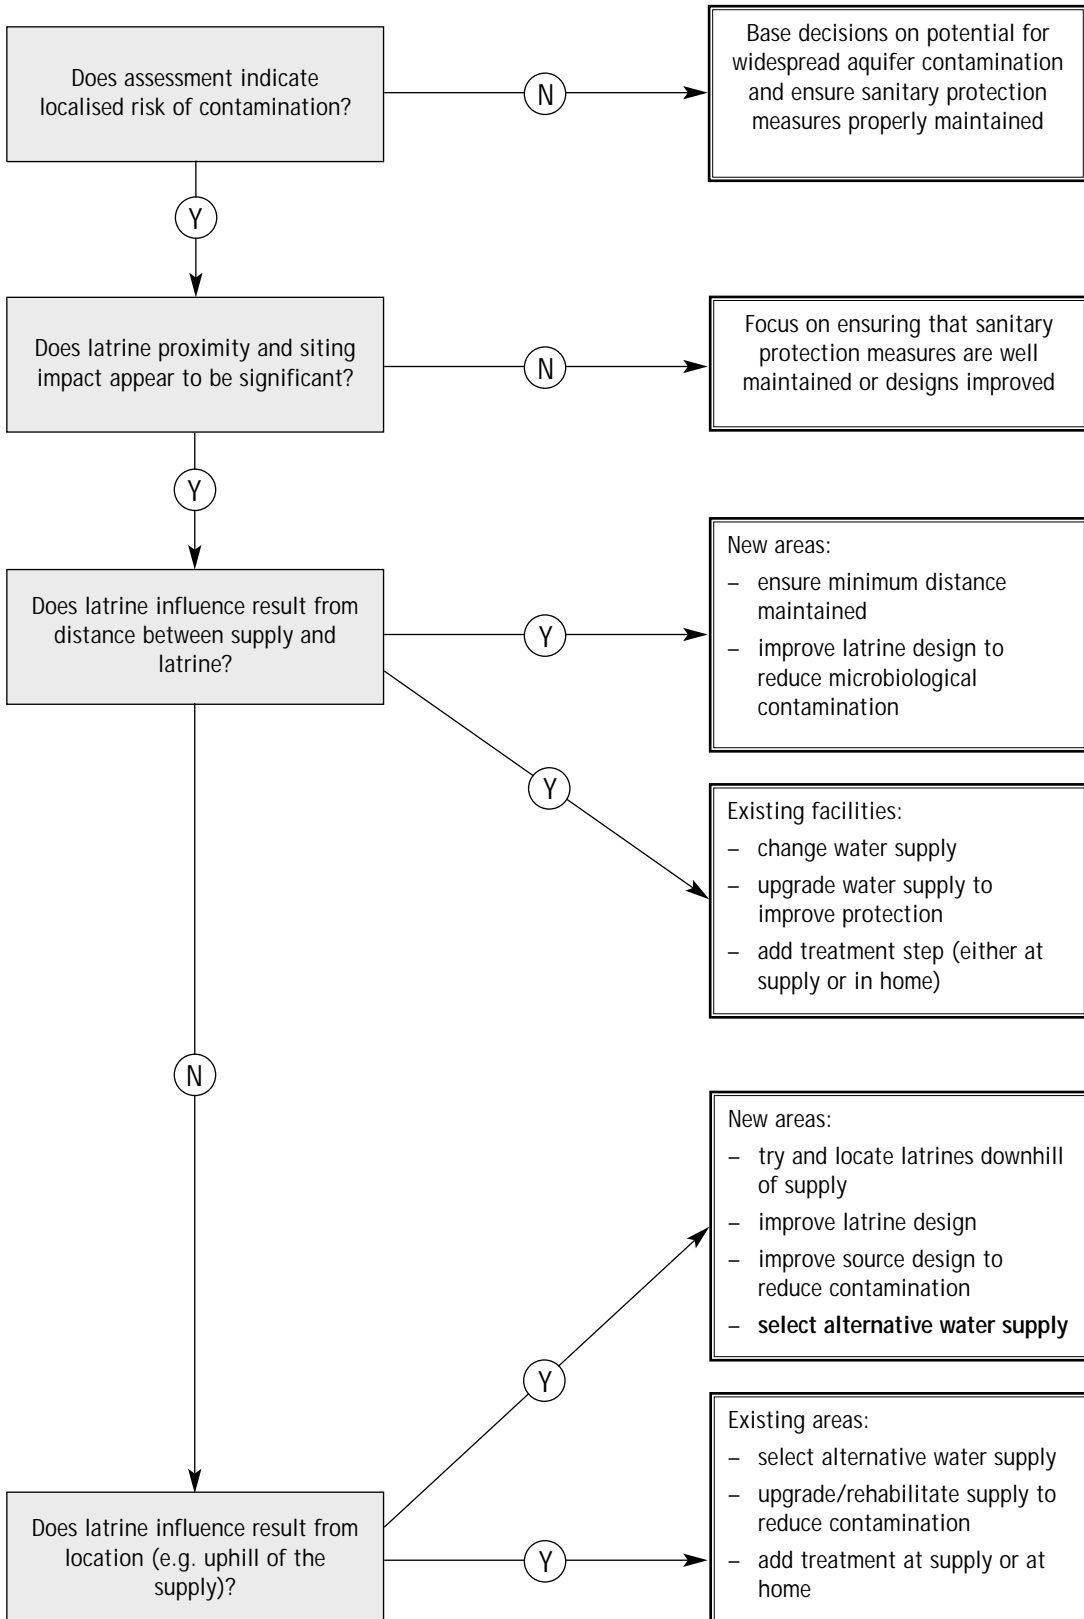 Does assessment indicate
localised risk of contamination?
N
Base decisions on potential for
widespread aquifer contamination
and ensure sanitary protection
measures properly maintained
Y
Does latrine proximity and siting
impact appear to be significant?
N
Focus on ensuring that sanitary
protection measures are well
maintained or designs improved
Y
Does latrine influence result from
distance between supply and
latrine?
Y
New areas:
– ensure minimum distance
maintained
– improve latrine design to
reduce microbiological
contamination
Y
Existing facilities:
– change water supply
– upgrade water supply to
improve protection
– add treatment step (either at
supply or in home)
N
New areas:
– try and locate latrines downhill
of supply
– improve latrine design
– improve source design to
reduce contamination
– select alternative water supply
Y
Does latrine influence result from
location (e.g. uphill of the
supply)?
Y
Existing areas:
– select alternative water supply
– upgrade/rehabilitate supply to
reduce contamination
– add treatment at supply or at
home